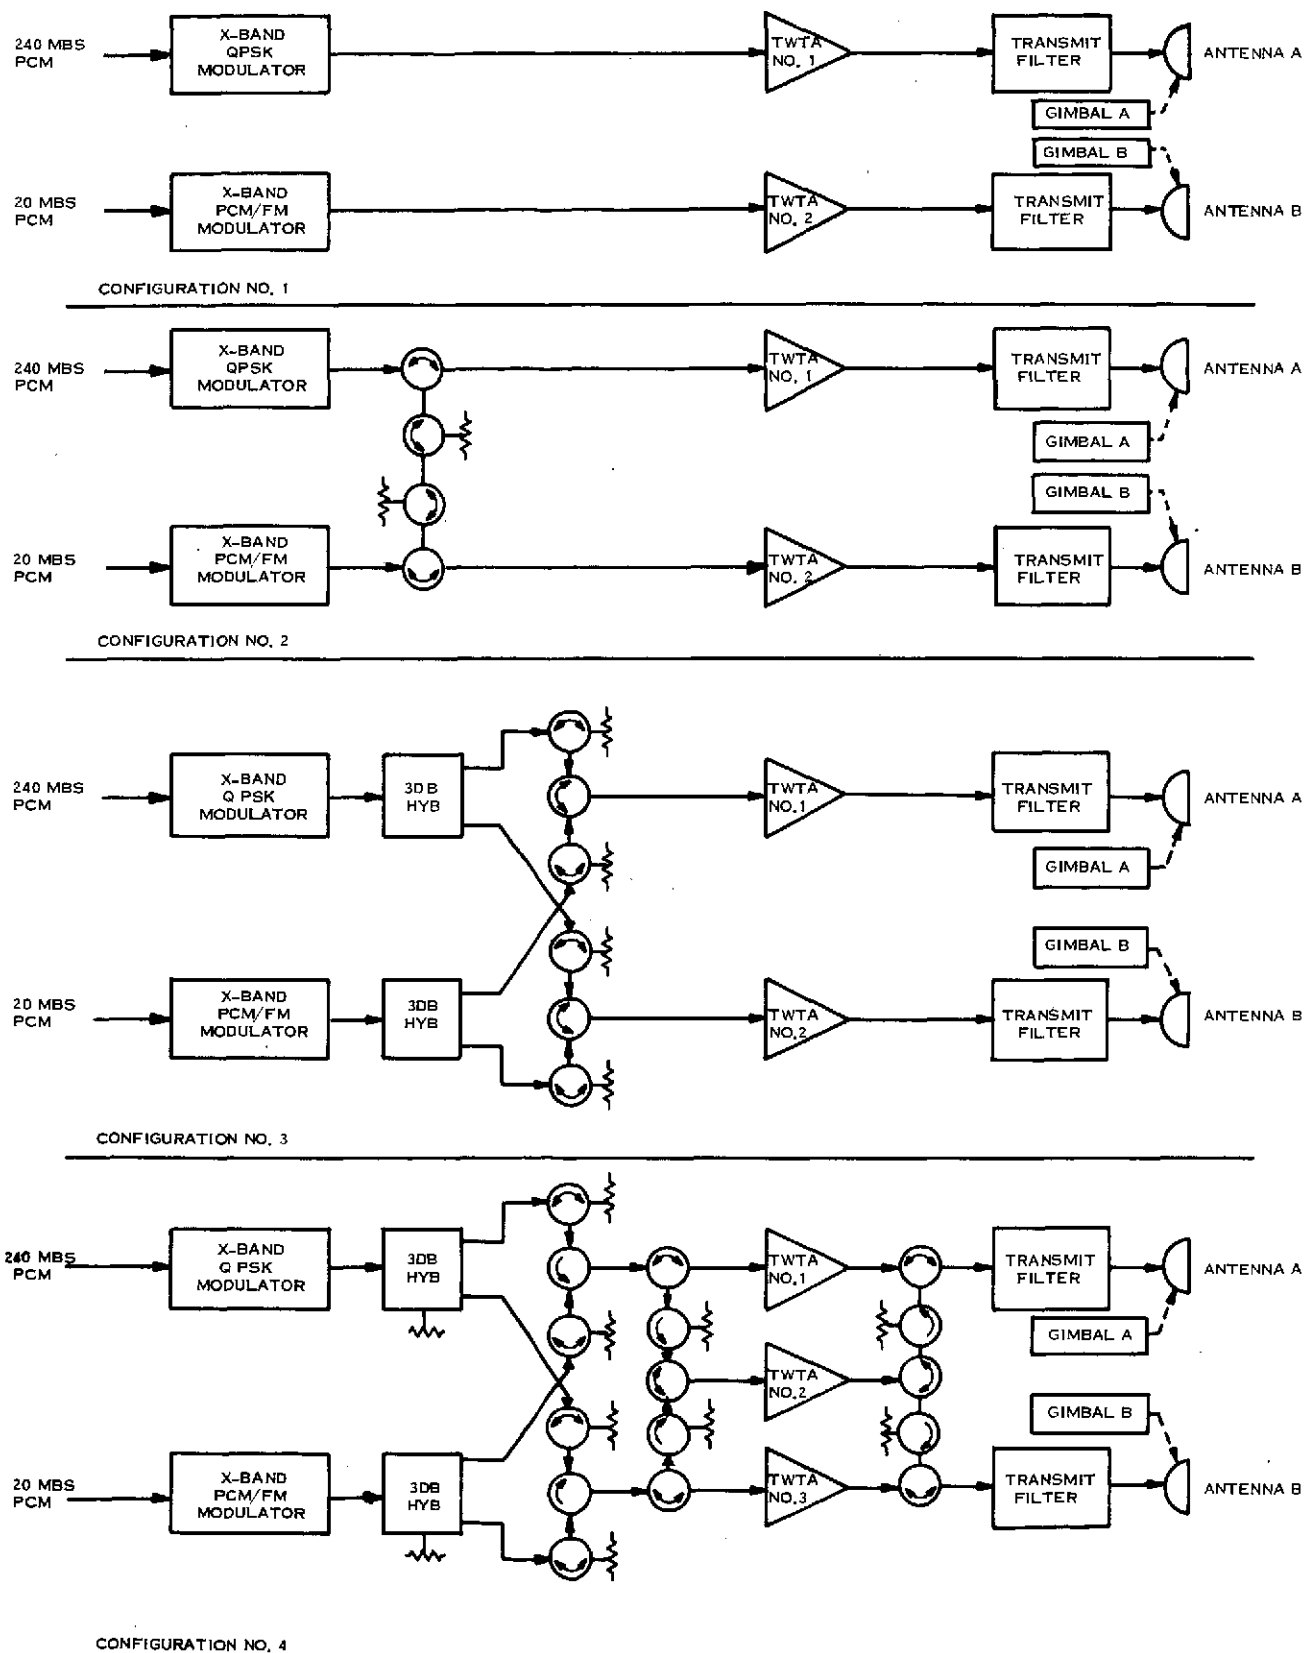 240 MBS
PCM
X-BAND
QPSK
MODULATOR
TWTA
NO. 1
TRANSMIT
FILTER
ANTENNA A
GIMBAL A
GIMBAL B
20 MBS
PCM
X-BAND
PCM/FM
MODULATOR
TWTA
NO. 2
TRANSMIT
FILTER
ANTENNA B
CONFIGURATION NO. 1
240 MBS
PCM
X-BAND
QPSK
MODULATOR
TWTA
NO. 1
TRANSMIT
FILTER
ANTENNA A
GIMBAL A
GIMBAL B
20 MBS
PCM
X-BAND
PCM/FM
MODULATOR
TWTA
NO. 2
TRANSMIT
FILTER
ANTENNA B
CONFIGURATION NO. 2
240 MBS
PCM
X-BAND
Q PSK
MODULATOR
3DB
HYB
TWTA
NO.1
TRANSMIT
FILTER
ANTENNA A
GIMBAL A
GIMBAL B
20 MBS
PCM
X-BAND
PCM/FM
MODULATOR
3DB
HYB
TWTA
NO.2
TRANSMIT
FILTER
ANTENNA B
CONFIGURATION NO. 3
240 MBS
PCM
X-BAND
Q PSK
MODULATOR
3DB
HYB
TWTA
NO.1
TRANSMIT
FILTER
ANTENNA A
GIMBAL A
TWTA
NO.2
GIMBAL B
20 MBS
PCM
X-BAND
PCM/FM
MODULATOR
3DB
HYB
TWTA
NO.3
TRANSMIT
FILTER
ANTENNA B
CONFIGURATION NO. 4